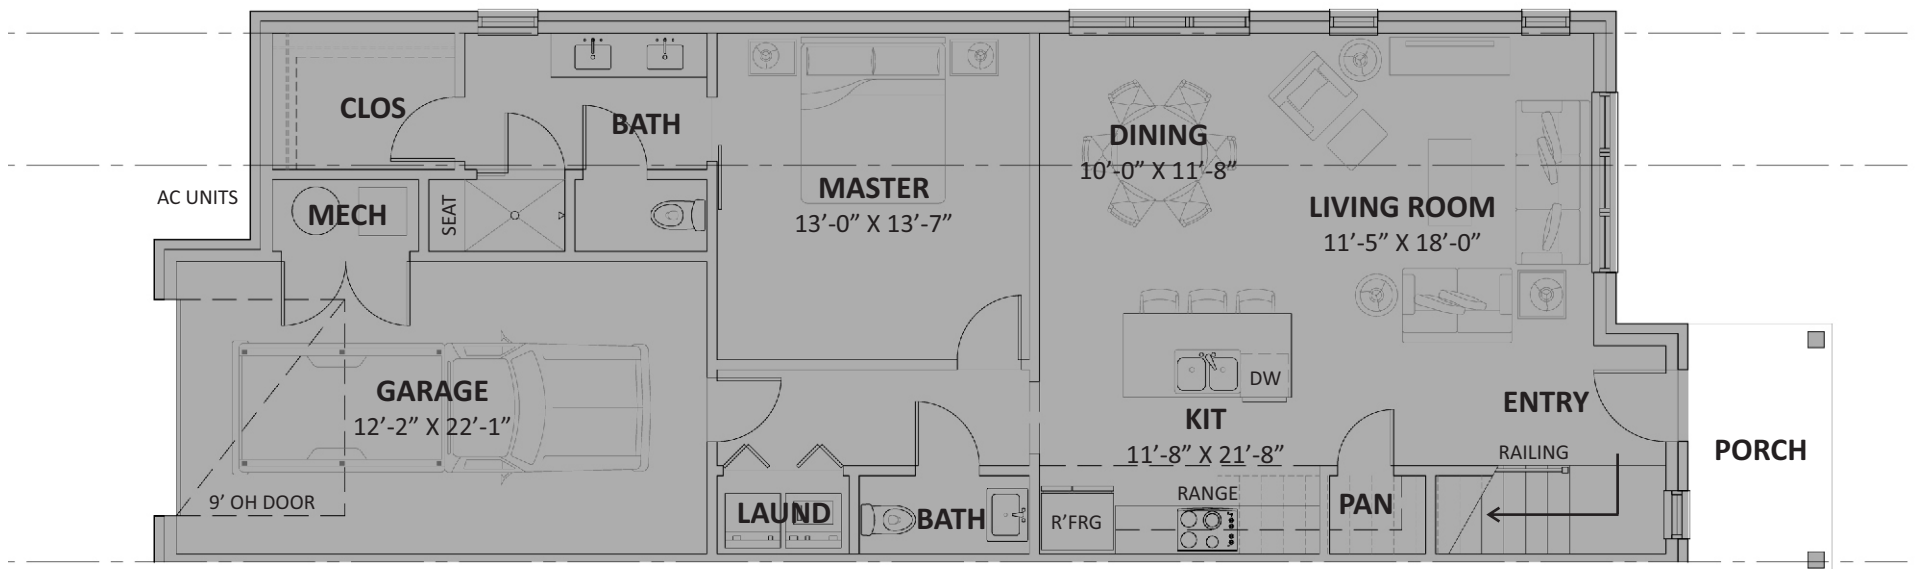 CLOS
BATH
DINING
10’-0” X 11’-8”
MASTER
13’-0” X 13’-7”
AC UNITS
MECH
SEAT
LIVING ROOM
11’-5” X 18’-0”
GARAGE
12’-2” X 22’-1”
9’ OH DOOR
DW
KIT
11’-8” X 21’-8”
ENTRY
RAILING
PORCH
LAUND
BATH
R’FRG
RANGE
PAN